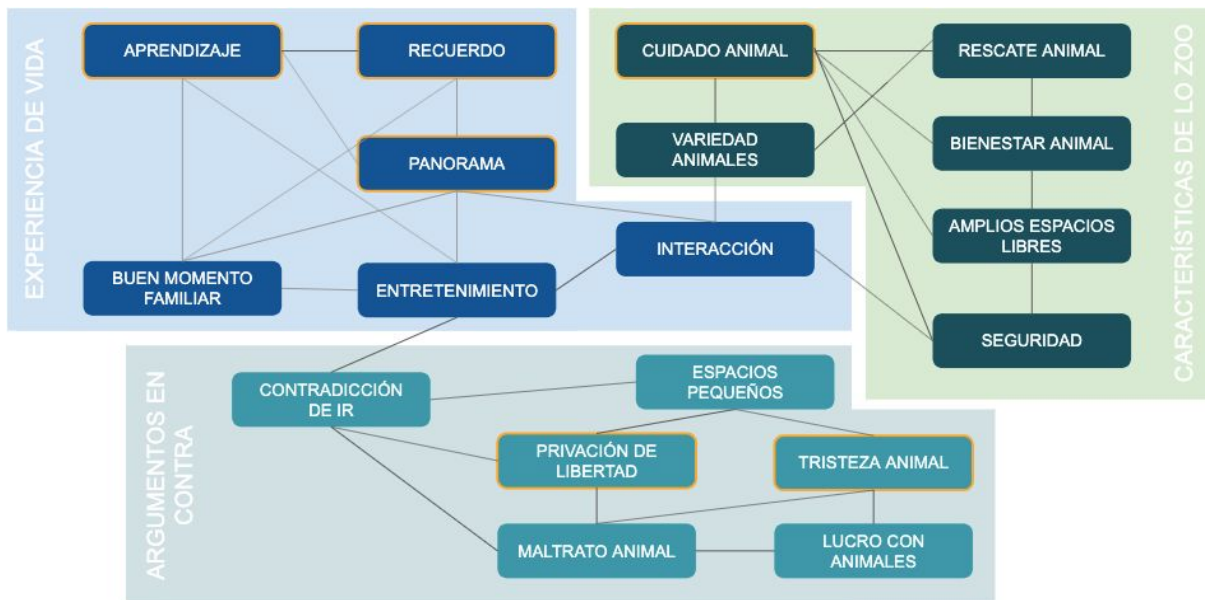 EXPERIENCIA DE VIDA
APRENDIZAJE
RECUERDO
PANORAMA
BUEN MOMENTO
FAMILIAR
ENTRETENIMIENTO
INTERACCIÓN
CUIDADO ANIMAL
RESCATE ANIMAL
VARIEDAD
ANIMALES
BIENESTAR ANIMAL
AMPLIOS ESPACIOS
LIBRES
SEGURIDAD
CARACTERÍSTICAS DE LO ZOO
ARGUMENTOS EN
CONTRA
CONTRADICCIÓN
DE IR
ESPACIOS
PEQUEÑOS
PRIVACIÓN DE
LIBERTAD
TRISTEZA ANIMAL
MALTRATO ANIMAL
LUCRO CON
ANIMALES